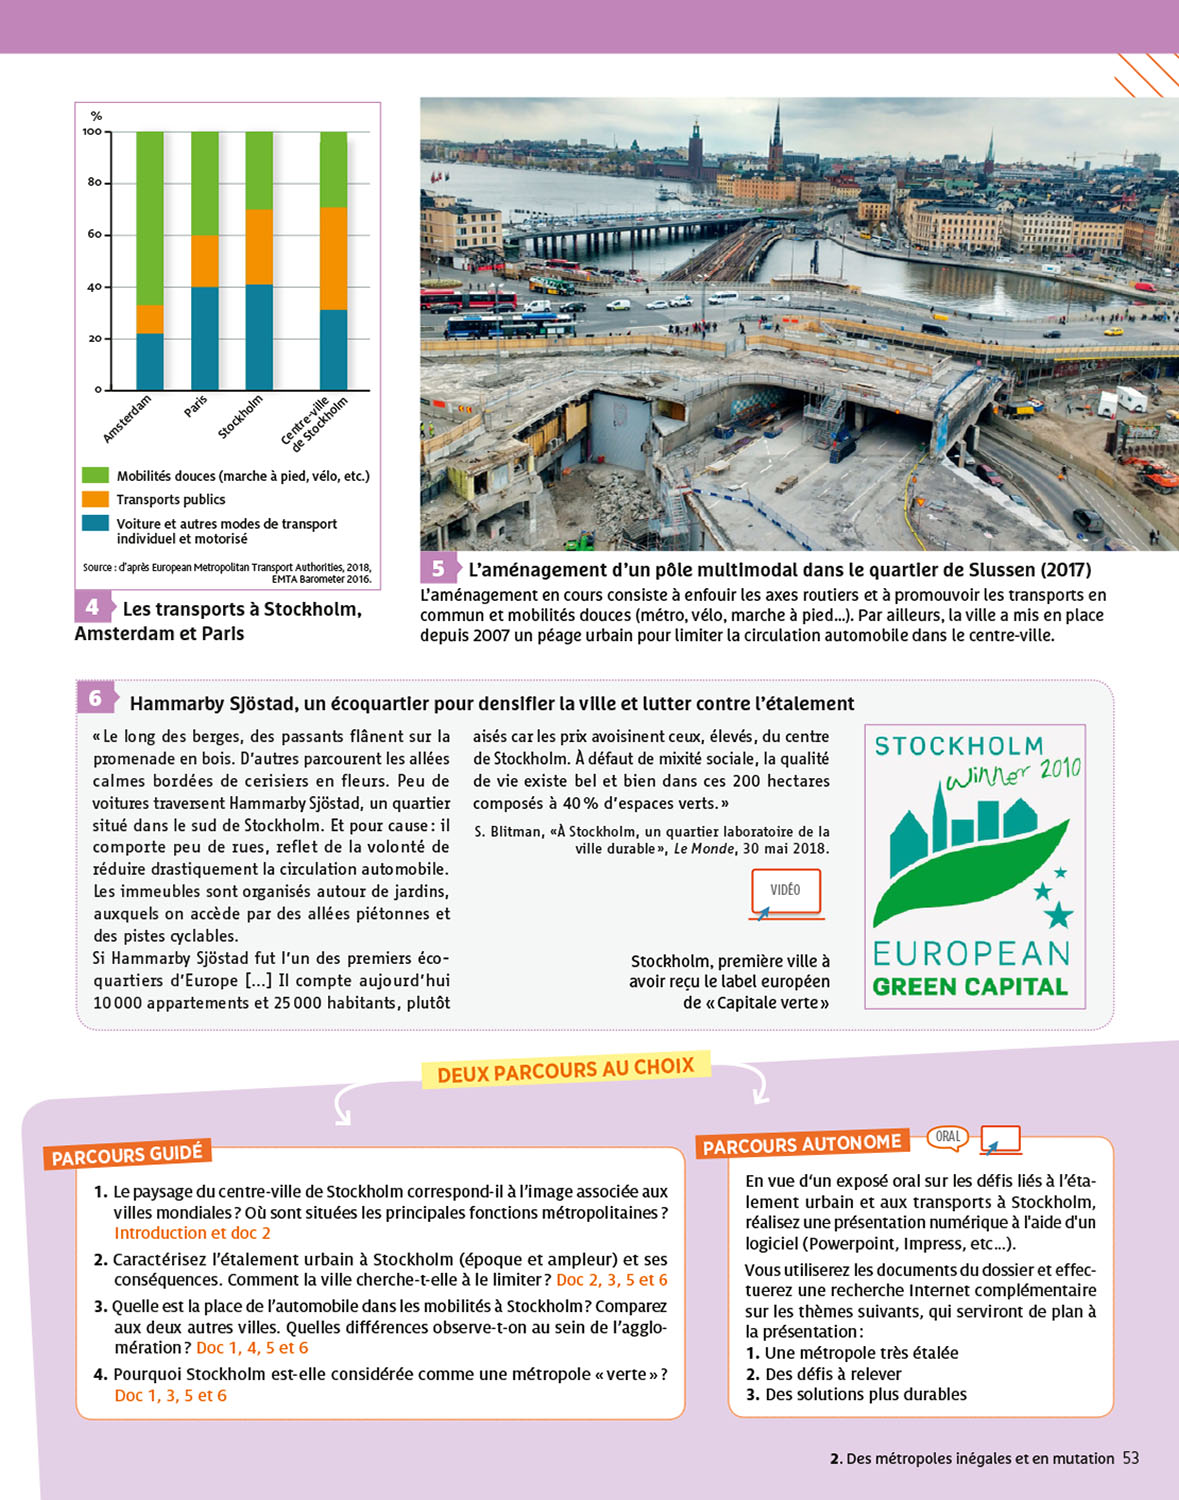 %
100
80
60
40
20
0
Amsterdam
Paris
Stockholm
Centre-ville
de Stockholm
Mobilités douces (marche à pied, vélo, etc.)
Transports publics
Voiture et autres modes de transport
individuel et motorisé
Source : d'après European Metropolitan Transport Authorities, 2018,
EMTA Barometer 2016.
4 Les transports à Stockholm,
Amsterdam et Paris
5 L'aménagement d'un pôle multimodal dans le quartier de Slussen (2017)
L'aménagement en cours consiste à enfouir les axes routiers et à promouvoir les transports en
commun et mobilités douces (métro, vélo, marche à pied...). Par ailleurs, la ville a mis en place
depuis 2007 un péage urbain pour limiter la circulation automobile dans le centre-ville.
6 Hammarby Sjöstad, un écoquartier pour densifier la ville et lutter contre l'étalement
« Le long des berges, des passants flânent sur la
promenade en bois. D'autres parcourent les allées
calmes bordées de cerisiers en fleurs. Peu de
voitures traversent Hammarby Sjöstad, un quartier
situé dans le sud de Stockholm. Et pour cause : il
comporte peu de rues, reflet de la volonté de
réduire drastiquement la circulation automobile.
Les immeubles sont organisés autour de jardins,
auxquels on accède par des allées piétonnes et
des pistes cyclables.
Si Hammarby Sjöstad fut l'un des premiers éco-
quartiers d'Europe [...] Il compte aujourd'hui
10 000 appartements et 25 000 habitants, plutôt
aisés car les prix avoisinent ceux, élevés, du centre
de Stockholm. À défaut de mixité sociale, la qualité
de vie existe bel et bien dans ces 200 hectares
composés à 40 % d'espaces verts. »
S. Blitman, «À Stockholm, un quartier laboratoire de la
ville durable», Le Monde, 30 mai 2018.
VIDÉO
Stockholm, première ville à
avoir reçu le label européen
de « Capitale verte »
STOCKHOLM
Winner 2010
EUROPEAN
GREEN CAPITAL
DEUX PARCOURS AU CHOIX
PARCOURS GUIDÉ
1. Le paysage du centre-ville de Stockholm correspond-il à l'image associée aux
villes mondiales ? Où sont situées les principales fonctions métropolitaines ?
Introduction et doc 2
2. Caractérisez l'étalement urbain à Stockholm (époque et ampleur) et ses
conséquences. Comment la ville cherche-t-elle à le limiter ? Doc 2, 3, 5 et 6
3. Quelle est la place de l'automobile dans les mobilités à Stockholm ? Comparez
aux deux autres villes. Quelles différences observe-t-on au sein de l'agglo-
mération ? Doc 1, 4, 5 et 6
4. Pourquoi Stockholm est-elle considérée comme une métropole « verte » ?
Doc 1, 3, 5 et 6
PARCOURS AUTONOME
ORAL
En vue d'un exposé oral sur les défis liés à l'éta-
lement urbain et aux transports à Stockholm,
réalisez une présentation numérique à l'aide d'un
logiciel (Powerpoint, Impress, etc...).
Vous utiliserez les documents du dossier et effec-
tuerez une recherche Internet complémentaire
sur les thèmes suivants, qui serviront de plan à
la présentation :
1. Une métropole très étalée
2. Des défis à relever
3. Des solutions plus durables
2. Des métropoles inégales et en mutation 53